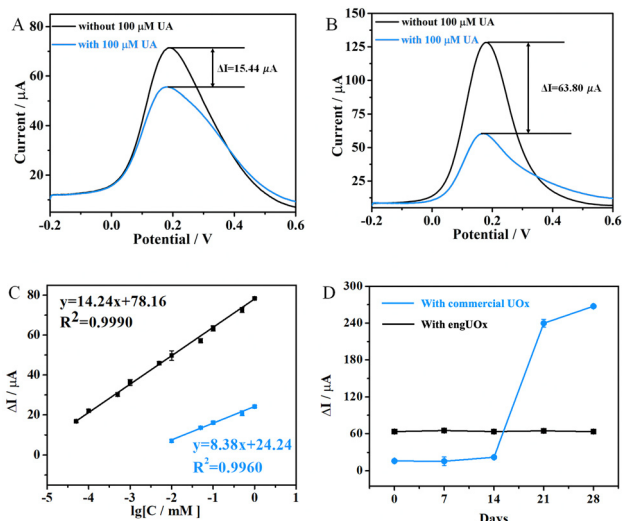 A
without 100 μM UA
with 100 μM UA
ΔI=15.44 μA
80
60
40
20
Current / μA
-0.2
0.0
0.2
0.4
0.6
Potential / V
B
without 100 μM UA
with 100 μM UA
ΔI=63.80 μA
150
125
100
75
50
25
Current / μA
-0.2
0.0
0.2
0.4
0.6
Potential / V
C
y=14.24x+78.16
R2=0.9990
y=8.38x+24.24
R2=0.9960
80
60
40
20
0
ΔI / μA
-5
-4
-3
-2
-1
0
lg[C / mM]
D
With commercial UOx
With engUOx
300
240
180
120
60
0
ΔI / μA
0
7
14
21
28
Days